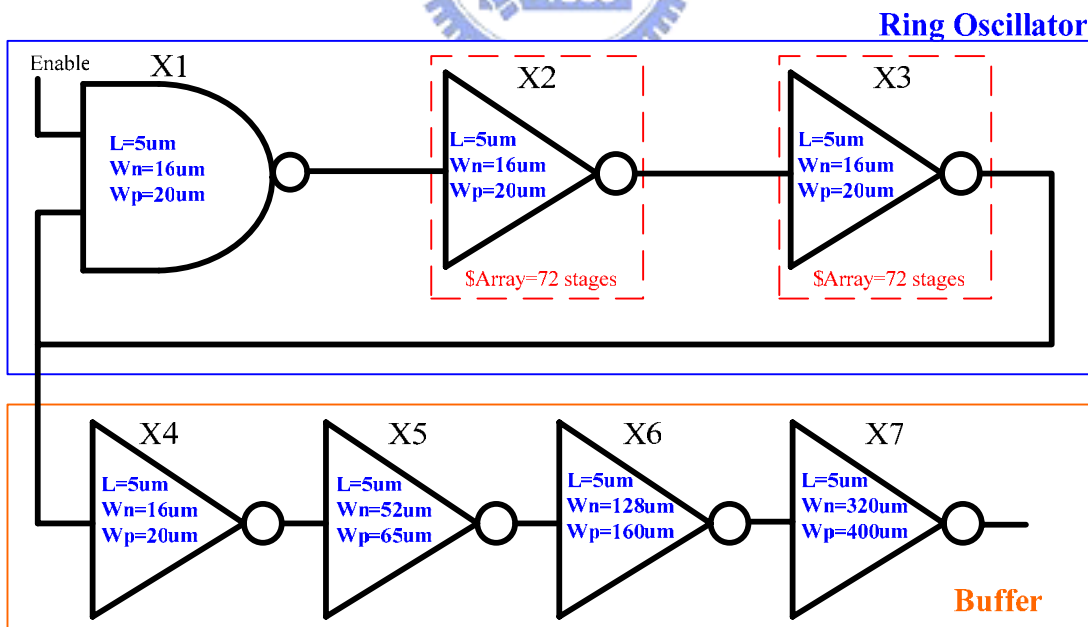 Ring Oscillator
Enable
X1
L=5um
Wn=16um
Wp=20um
X2
L=5um
Wn=16um
Wp=20um
$Array=72 stages
X3
L=5um
Wn=16um
Wp=20um
$Array=72 stages
X4
L=5um
Wn=16um
Wp=20um
X5
L=5um
Wn=52um
Wp=65um
X6
L=5um
Wn=128um
Wp=160um
X7
L=5um
Wn=320um
Wp=400um
Buffer